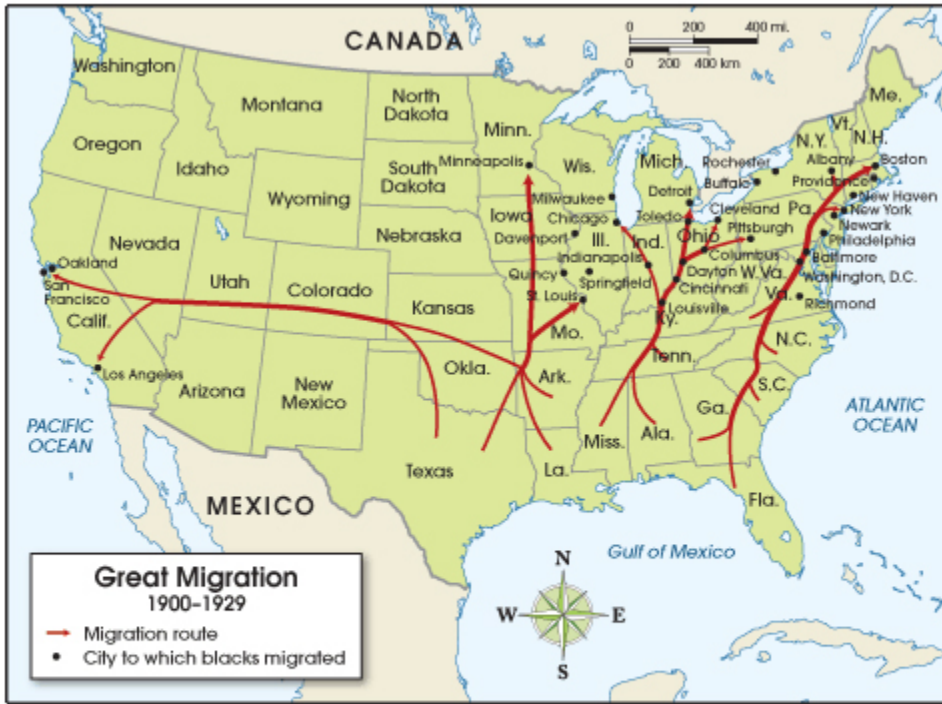 CANADA
0 200 400 mi.
0 200 400 km
Washington
Montana
North
Dakota
Minn.
Me.
Vt.
N.H.
N.Y.
Oregon
Idaho
South
Dakota
Minneapolis
Wis.
Mich.
Rochester
Albany
Boston
Wyoming
Buffalo
Providence
Detroit
Milwaukee
New Haven
Iowa
Chicago
Toledo
Cleveland
Pa.
New York
Nebraska
Davenport
Ill.
Ind.
Ohio
Pittsburgh
Newark
Philadelphia
Nevada
Indianapolis
Columbus
Baltimore
Oakland
Utah
Quincy
Springfield
Dayton
W. Va.
Washington, D.C.
San
Francisco
Colorado
Cincinnati
Kansas
St. Louis
Louisville
Va.
Richmond
Calif.
Mo.
Ky.
N.C.
Los Angeles
Okla.
Tenn.
Arizona
New
Mexico
Ark.
S.C.
PACIFIC
OCEAN
ATLANTIC
OCEAN
Miss.
Ala.
Ga.
Texas
La.
Fla.
MEXICO
Gulf of Mexico
Great Migration
1900–1929
Migration route
City to which blacks migrated
N
W
E
S